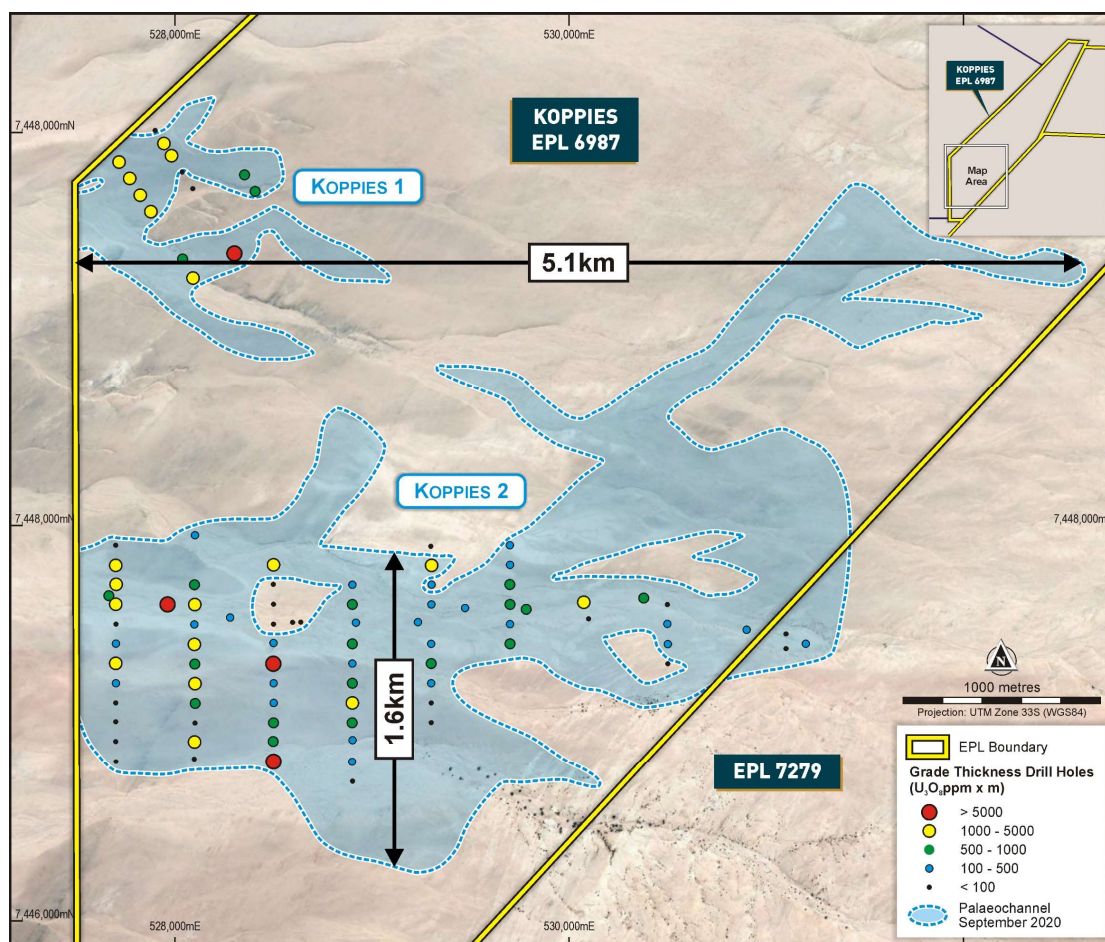 528,000mE
530,000mE
7,448,000mN
KOPPIES
EPL 6987
KOPPIES
EPL 6987
Map
Area
KOPPIES 1
5.1km
KOPPIES 2
7,448,000mN
7,448,000m
1.6km
N
1000 metres
Projection: UTM Zone 33S (WGS84)
EPL 7279
EPL Boundary
Grade Thickness Drill Holes
(U₃O₈ppm x m)
> 5000
1000 - 5000
500 - 1000
100 - 500
< 100
Palaeochannel
September 2020
7,446,000mN
528,000mE
530,000mE